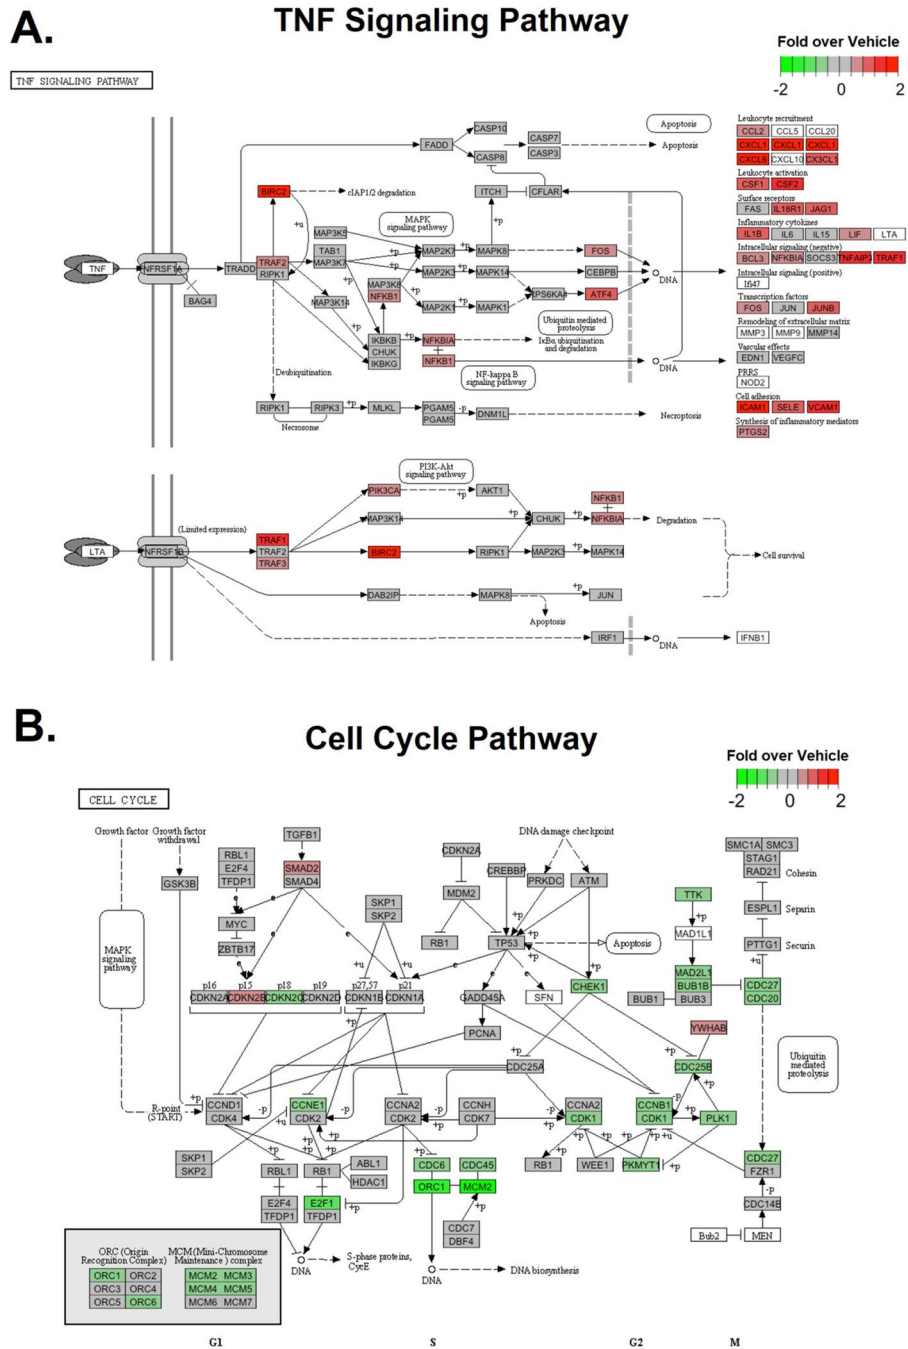 A.
TNF Signaling Pathway
Fold over Vehicle
-2 0 2
TNF SIGNALING PATHWAY
Leukocyte recruitment
CCL2 CCL5 CCL20
CXCL1 CXCL1 CXCL1
CXCL6 CXCL10 CX3CL1
Leukocyte activation
CSF1 CSF2
Surface receptors
FAS IL18R1 JAG1
Inflammatory cytokines
IL1B IL6 IL15 LIF LTA
Intracellular signaling (negative)
BCL3 NFKBIA SOCS3 TNFAIP3 TRAF1
Intracellular signaling (positive)
Ifi47
Transcription factors
FOS JUN JUNB
Remodeling of extracellular matrix
MMP3 MMP9 MMP14
Vascular effects
EDN1 VEGFC
PRRS
NOD2
Cell adhesion
ICAM1 SELE VCAM1
Synthesis of inflammatory mediators
PTGS2
FADD CASP10 CASP7 Apoptosis
CASP8 CASP3 Apoptosis
BIRC2 cIAP1/2 degradation
ITCH CFLAR
+u
+p
MAPK
signaling pathway
MAP3K5
TAB1
MAP3K7
MAP2K7 MAPK8 +p FOS
TNF NFRSF1A TRADD TRAF2
RIPK1
MAP2K3 MAPK14 CEBPB DNA
MAP3K8
NFKB1
BAG4 MAP3K14
MAP2K1 MAPK1 RPS6KA4 ATF4
+p
Ubiquitin mediated
proteolysis
IKBKB +p NFKBIA IκBα ubiquitination
and degradation
CHUK
IKBKG
NFKB1 DNA
NF-kappa B
signaling pathway
Deubiquitination
RIPK1 RIPK3 +p MLKL PGAM5 -p DNM1L Necroptosis
PGAM5
Necrosome
PI3K-Akt
signaling pathway
PIK3CA +p AKT1 NFKB1
(Limited expression)
MAP3K14 +p CHUK +p NFKBIA Degradation
LTA NFRSF1B TRAF1
TRAF2
TRAF3
BIRC2 RIPK1 MAP2K3 +p MAPK14 Cell survival
DAB2IP MAPK8 +p JUN
Apoptosis
IRF1 DNA IFNB1
B.
Cell Cycle Pathway
Fold over Vehicle
-2 0 2
CELL CYCLE
Growth factor Growth factor
withdrawal
TGFB1 DNA damage checkpoint
SMC1A SMC3
STAG1
RAD21 Cohesin
RBL1
E2F4
TFDP1
SMAD2
SMAD4
CDKN2A CREBBP PRKDC ATM
GSK3B MDM2
TTK
ESPL1 Separin
SKP1
SKP2
MYC
ZBTB17
RB1 TP53 Apoptosis
MAD1L1
PTTG1 Securin
MAPK
signaling
pathway
p16 p15 p18 p19 p27,57 p21
CDKN2A CDKN2B CDKN2C CDKN2D CDKN1B CDKN1A
GADD45A SFN CHEK1
MAD2L1
BUB1B
BUB1 BUB3
CDC27
CDC20
PCNA
YWHAB
CDC25A CDC25B
Ubiquitin
mediated
proteolysis
R-point
(START)
CCND1
CDK4
CCNE1
CDK2
CCNA2
CDK2
CCNH
CDK7
CCNA2
CDK1
CCNB1
CDK1
PLK1
SKP1
SKP2
RBL1 RB1 ABL1
HDAC1
CDC6 CDC45
RB1 WEE1 PKMYT1
CDC27
FZR1
E2F4
TFDP1
E2F1
TFDP1
ORC1 MCM2
CDC7
DBF4
CDC14B
Bub2 MEN
DNA S-phase proteins,
CycE
DNA DNA biosynthesis
ORC (Origin
Recognition Complex)
MCM (Mini-Chromosome
Maintenance) complex
ORC1 ORC2 MCM2 MCM3
ORC3 ORC4 MCM4 MCM5
ORC5 ORC6 MCM6 MCM7
G1 S G2 M